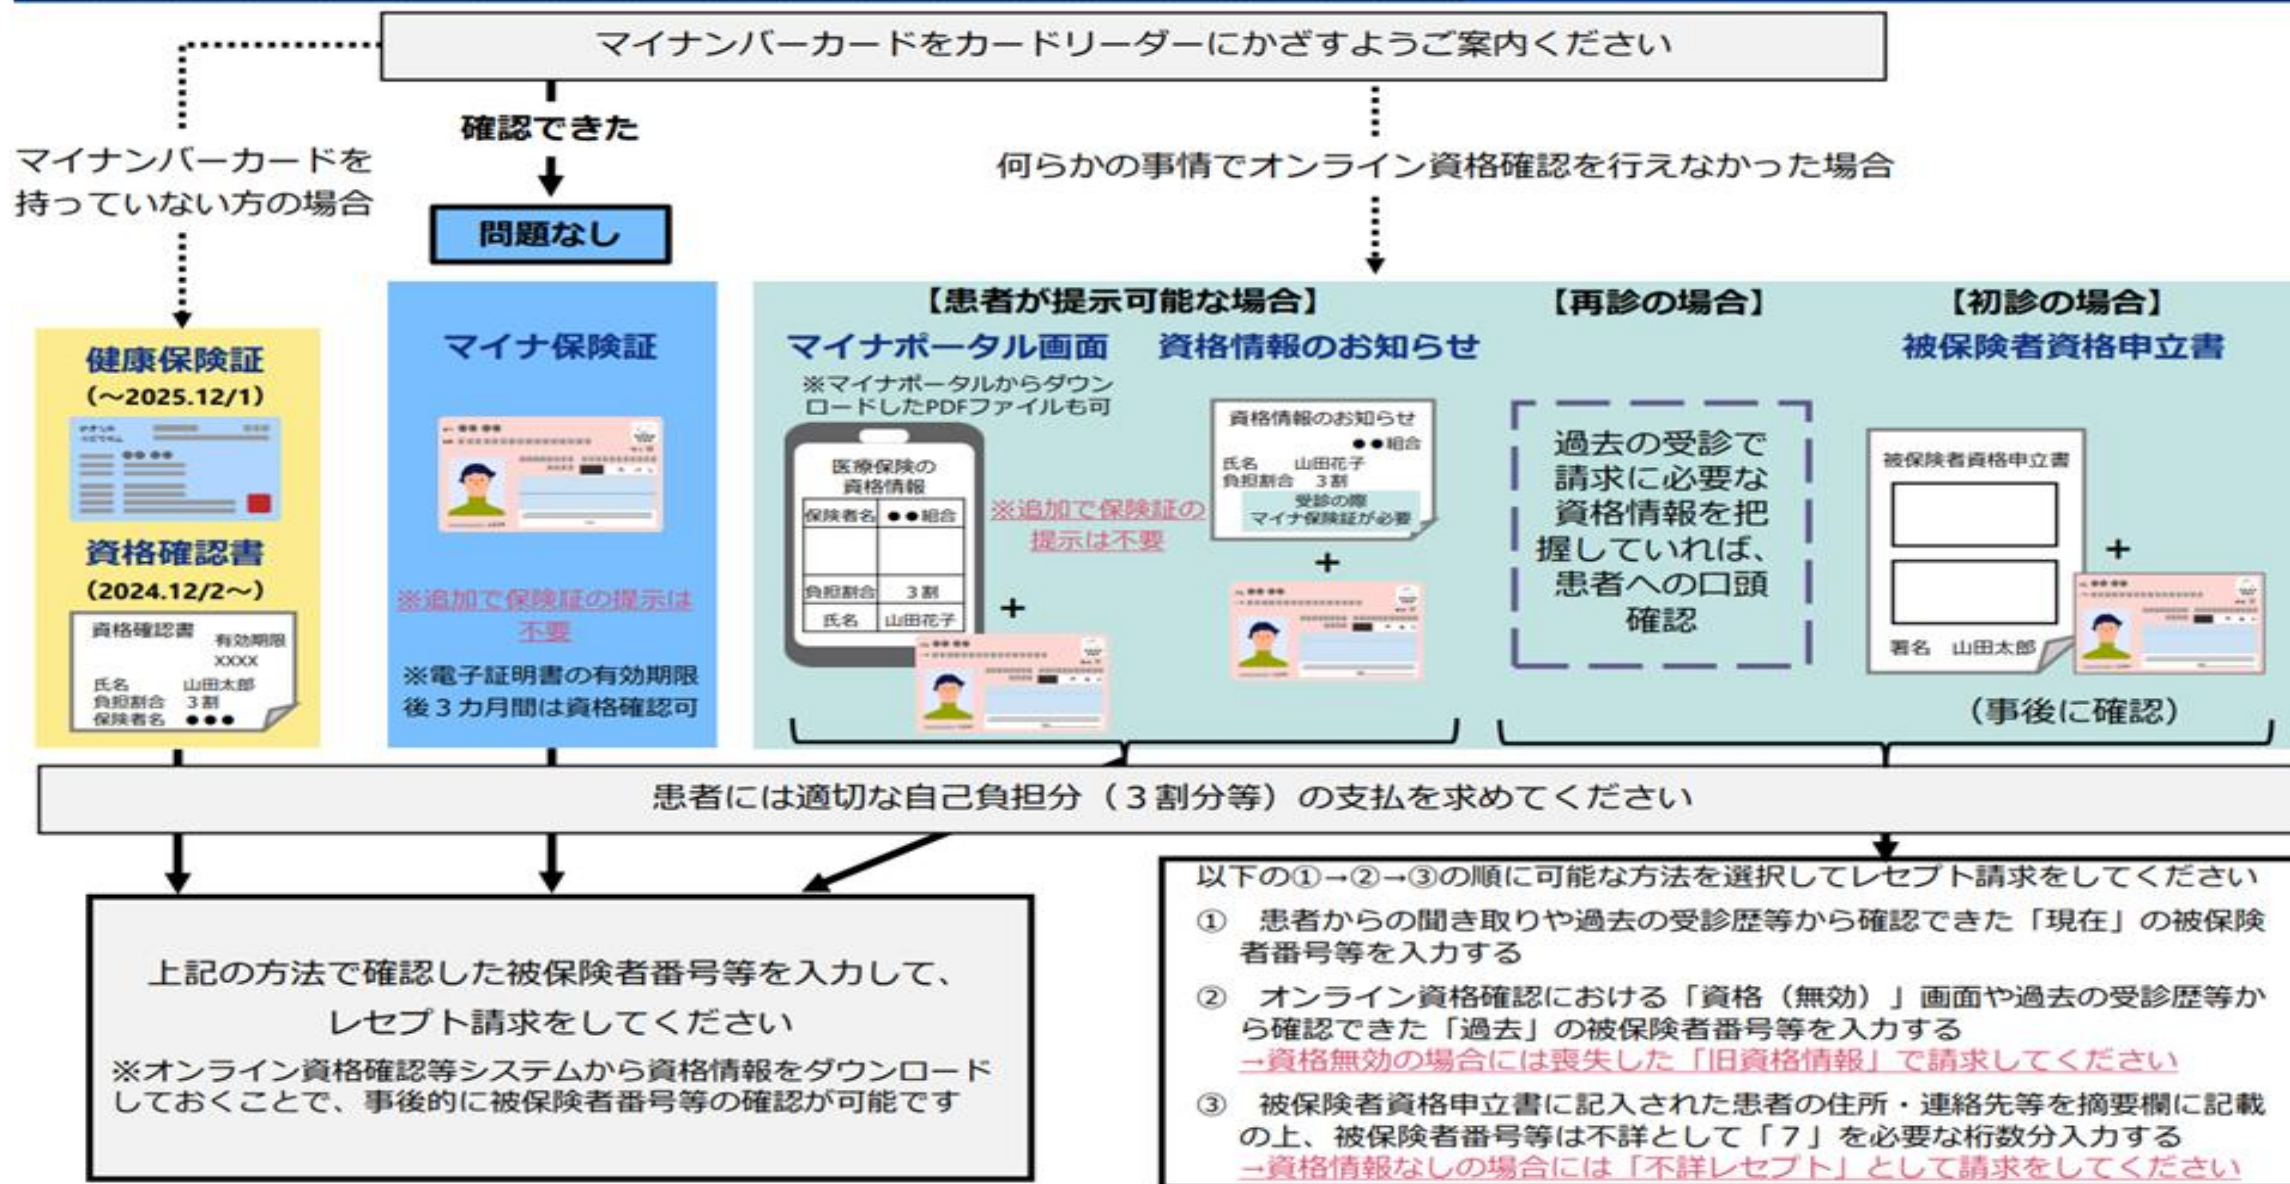 マイナンバーカードをカードリーダーにかざすようご案内ください
マイナンバーカードを
持っていない方の場合
確認できた
問題なし
何らかの事情でオンライン資格確認を行えなかった場合
健康保険証
(～2025.12/1)
資格確認書
(2024.12/2～)
資格確認書
有効期限
XXXX
氏名 山田太郎
負担割合 3割
保険者名 ●●●
マイナ保険証
※追加で保険証の提示は
不要
※電子証明書の有効期限
後３カ月間は資格確認可
【患者が提示可能な場合】
マイナポータル画面
※マイナポータルからダウン
ロードしたPDFファイルも可
医療保険の
資格情報
保険者名 ●●組合
負担割合 3割
氏名 山田花子
+
※追加で保険証の
提示は不要
資格情報のお知らせ
資格情報のお知らせ
●●組合
氏名 山田花子
負担割合 3割
受診の際
マイナ保険証が必要
+
【再診の場合】
過去の受診で
請求に必要な
資格情報を把
握していれば、
患者への口頭
確認
【初診の場合】
被保険者資格申立書
被保険者資格申立書
署名 山田太郎
+
（事後に確認）
患者には適切な自己負担分（３割分等）の支払を求めてください
上記の方法で確認した被保険者番号等を入力して、
レセプト請求をしてください
※オンライン資格確認等システムから資格情報をダウンロード
しておくことで、事後的に被保険者番号等の確認が可能です
以下の①→②→③の順に可能な方法を選択してレセプト請求をしてください
① 患者からの聞き取りや過去の受診歴等から確認できた「現在」の被保険
者番号等を入力する
② オンライン資格確認における「資格（無効）」画面や過去の受診歴等か
ら確認できた「過去」の被保険者番号等を入力する
→資格無効の場合には喪失した「旧資格情報」で請求してください
③ 被保険者資格申立書に記入された患者の住所・連絡先等を摘要欄に記載
の上、被保険者番号等は不詳として「７」を必要な桁数分入力する
→資格情報なしの場合には「不詳レセプト」として請求をしてください